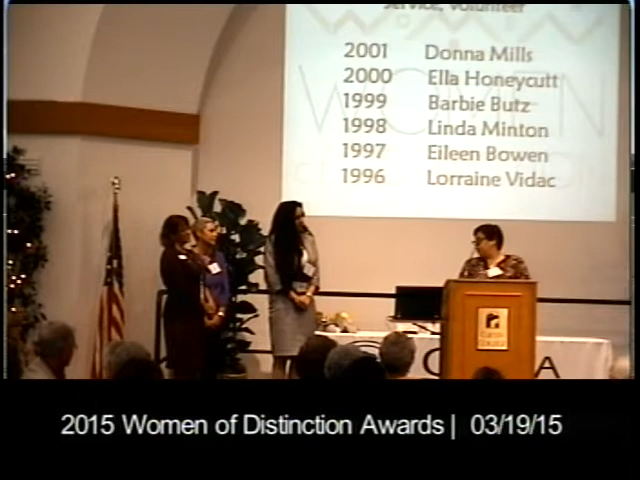 Service, Volunteer
2001 Donna Mills
2000 Ella Honeycutt
1999 Barbie Butz
1998 Linda Minton
1997 Eileen Bowen
1996 Lorraine Vidac
WOMEN
2015 Women of Distinction Awards | 03/19/15